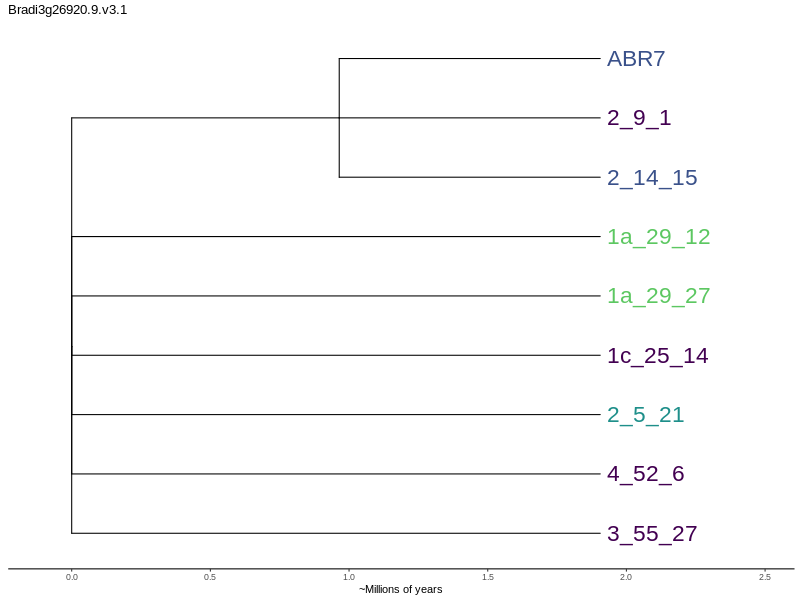 Bradi3g26920.9.v3.1
ABR7
2_9_1
2_14_15
1a_29_12
1a_29_27
1c_25_14
2_5_21
4_52_6
3_55_27
0.0 0.5 1.0 1.5 2.0 2.5
~Millions of years